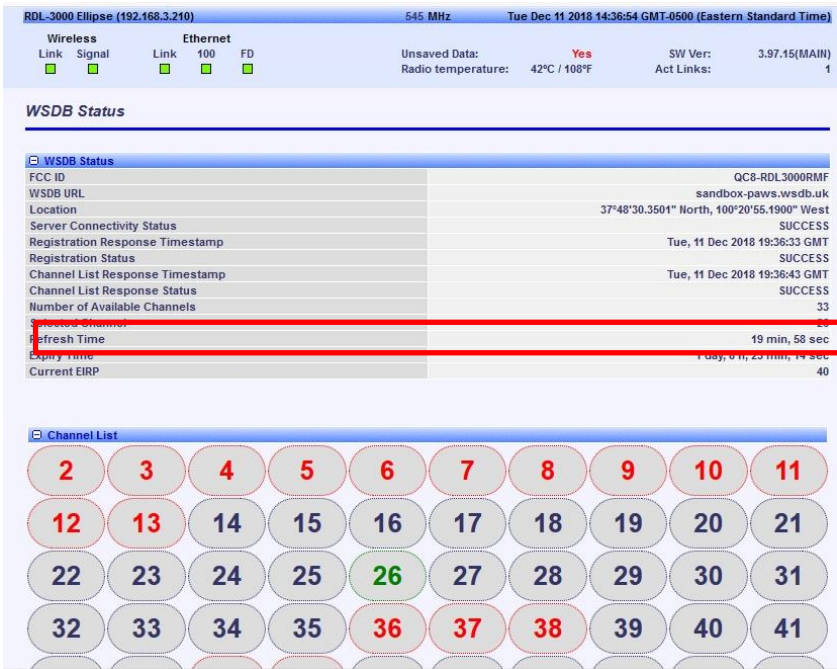 RDL-3000 Ellipse (192.168.3.210) 545 MHz Tue Dec 11 2018 14:36:54 GMT-0500 (Eastern Standard Time)
Wireless Ethernet
Link Signal Link 100 FD Unsaved Data: Yes SW Ver: 3.97.15(MAIN)
Radio temperature: 42°C / 108°F Act Links: 1
WSDB Status
WSDB Status
FCC ID QC8-RDL3000RMF
WSDB URL sandbox-paws.wsdb.uk
Location 37°48'30.3501" North, 100°20'55.1900" West
Server Connectivity Status SUCCESS
Registration Response Timestamp Tue, 11 Dec 2018 19:36:33 GMT
Registration Status SUCCESS
Channel List Response Timestamp Tue, 11 Dec 2018 19:36:43 GMT
Channel List Response Status SUCCESS
Number of Available Channels 33
Selected Channel
Refresh Time 19 min, 58 sec
Expiry Time
Current EIRP 40
Channel List
2 3 4 5 6 7 8 9 10 11
12 13 14 15 16 17 18 19 20 21
22 23 24 25 26 27 28 29 30 31
32 33 34 35 36 37 38 39 40 41